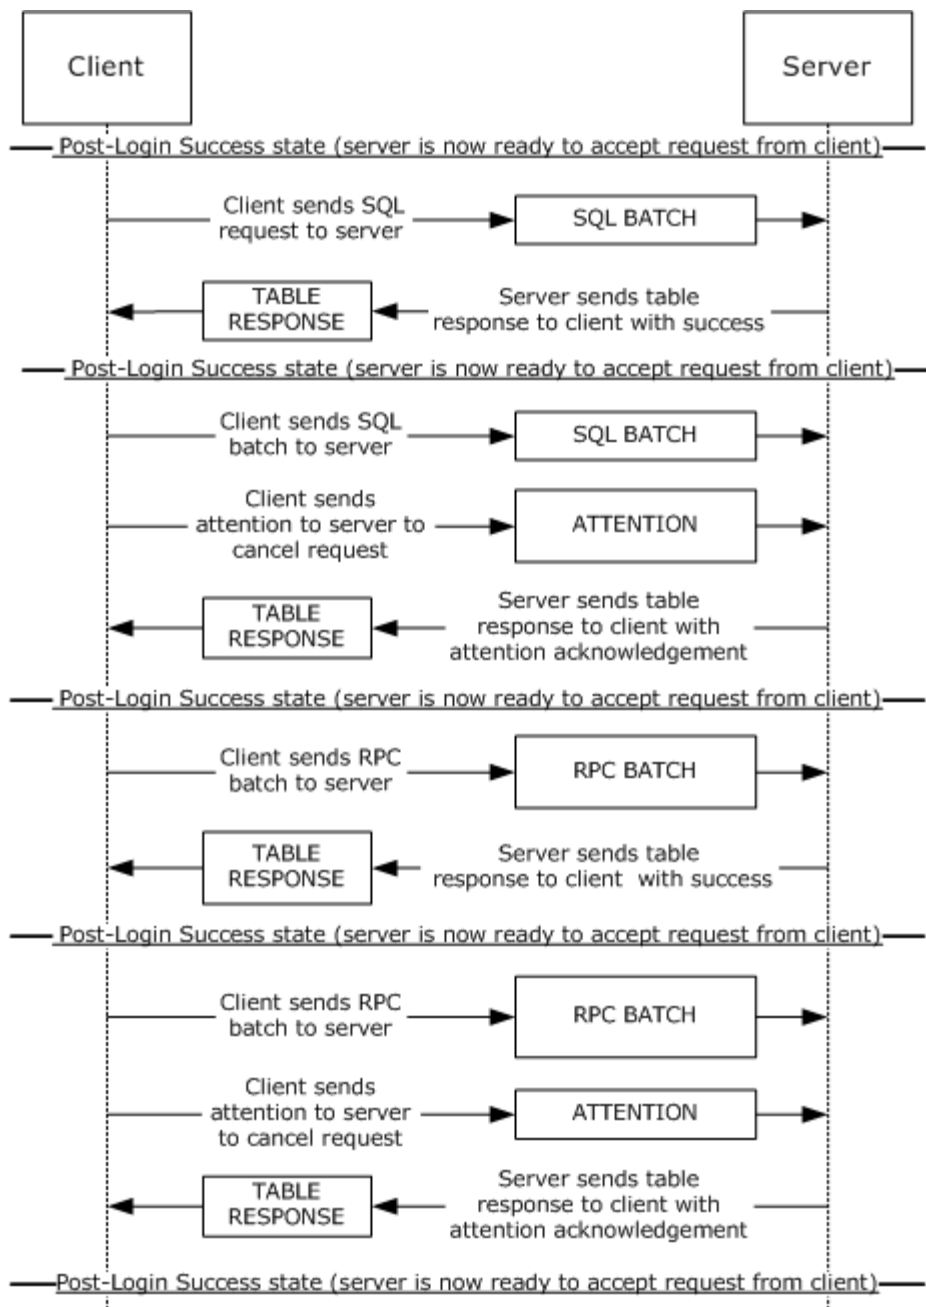 Client
Server
Post-Login Success state (server is now ready to accept request from client)
Client sends SQL
request to server
SQL BATCH
TABLE
RESPONSE
Server sends table
response to client with success
Post-Login Success state (server is now ready to accept request from client)
Client sends SQL
batch to server
SQL BATCH
Client sends
attention to server to
cancel request
ATTENTION
TABLE
RESPONSE
Server sends table
response to client with
attention acknowledgement
Post-Login Success state (server is now ready to accept request from client)
Client sends RPC
batch to server
RPC BATCH
TABLE
RESPONSE
Server sends table
response to client  with success
Post-Login Success state (server is now ready to accept request from client)
Client sends RPC
batch to server
RPC BATCH
Client sends
attention to server
to cancel request
ATTENTION
TABLE
RESPONSE
Server sends table
response to client with
attention acknowledgement
Post-Login Success state (server is now ready to accept request from client)